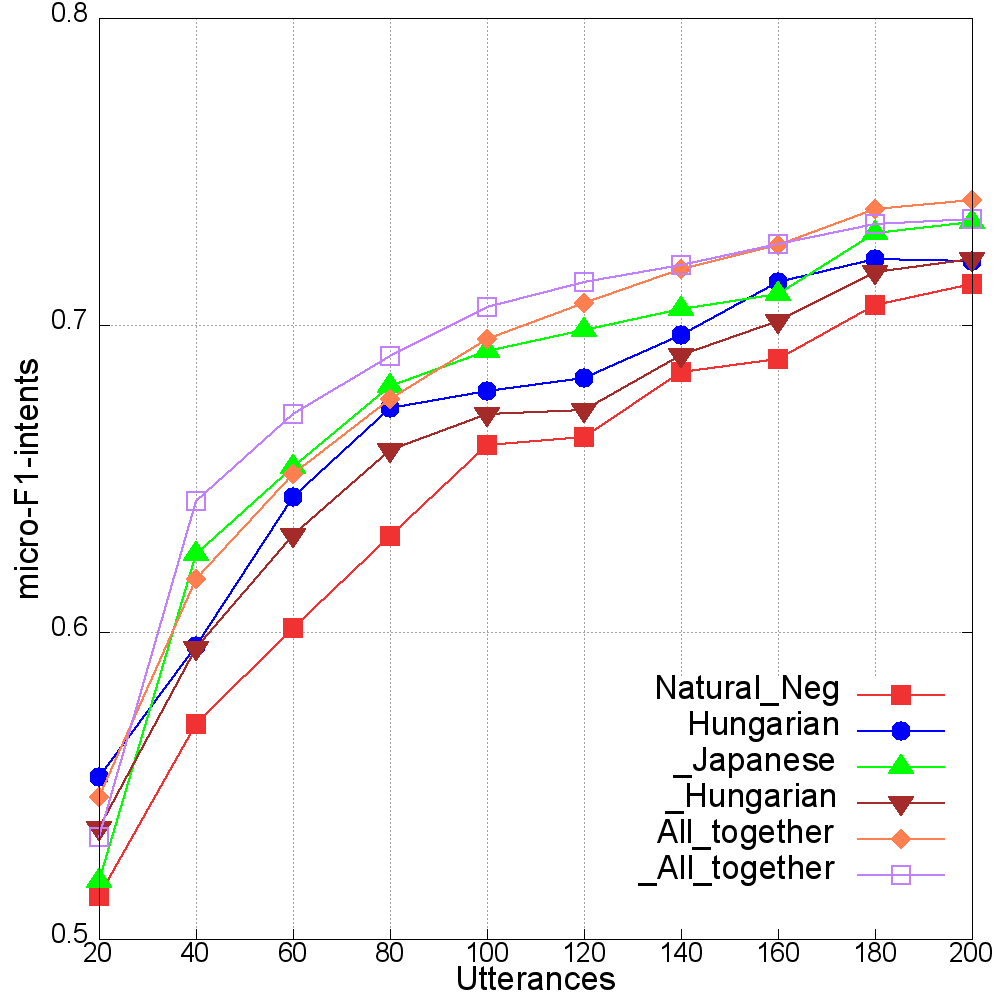 0.8
0.7
0.6
0.5
micro-F1-intents
Natural_Neg
Hungarian
_Japanese
_Hungarian
All_together
_All_together
20 40 60 80 100 120 140 160 180 200
Utterances